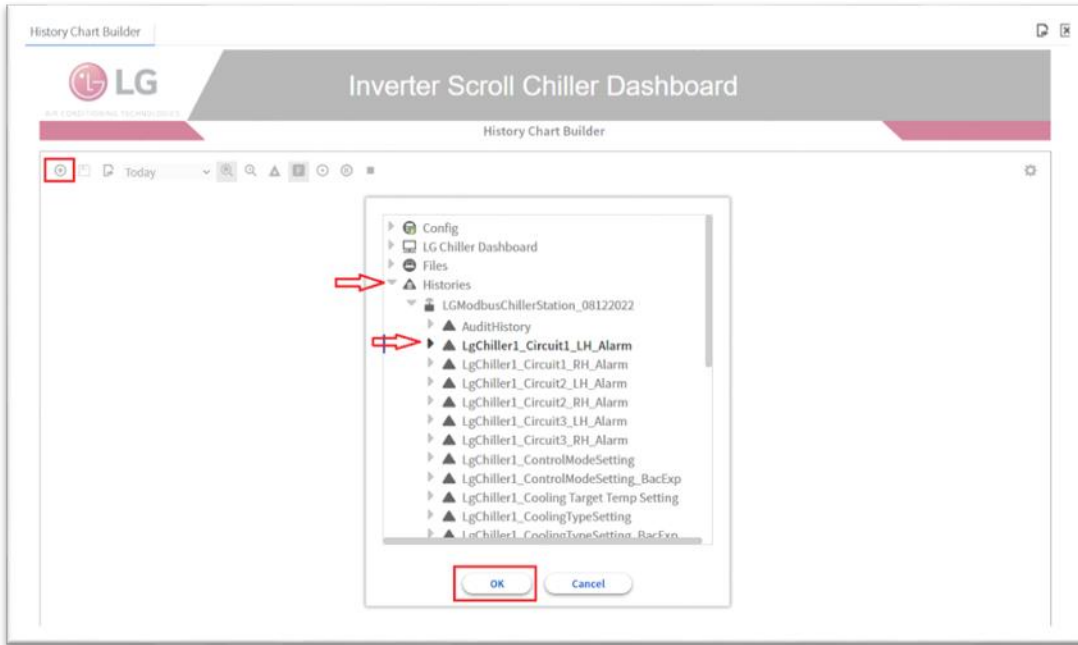 History Chart Builder
LG
AIR CONDITIONING TECHNOLOGIES
Inverter Scroll Chiller Dashboard
History Chart Builder
Today
Config
LG Chiller Dashboard
Files
Histories
LGModbusChillerStation_08122022
AuditHistory
LgChiller1_Circuit1_LH_Alarm
LgChiller1_Circuit1_RH_Alarm
LgChiller1_Circuit2_LH_Alarm
LgChiller1_Circuit2_RH_Alarm
LgChiller1_Circuit3_LH_Alarm
LgChiller1_Circuit3_RH_Alarm
LgChiller1_ControlModeSetting
LgChiller1_ControlModeSetting_BacExp
LgChiller1_Cooling Target Temp Setting
LgChiller1_CoolingTypeSetting
LgChiller1_CoolingTypeSetting_BacExp
OK Cancel